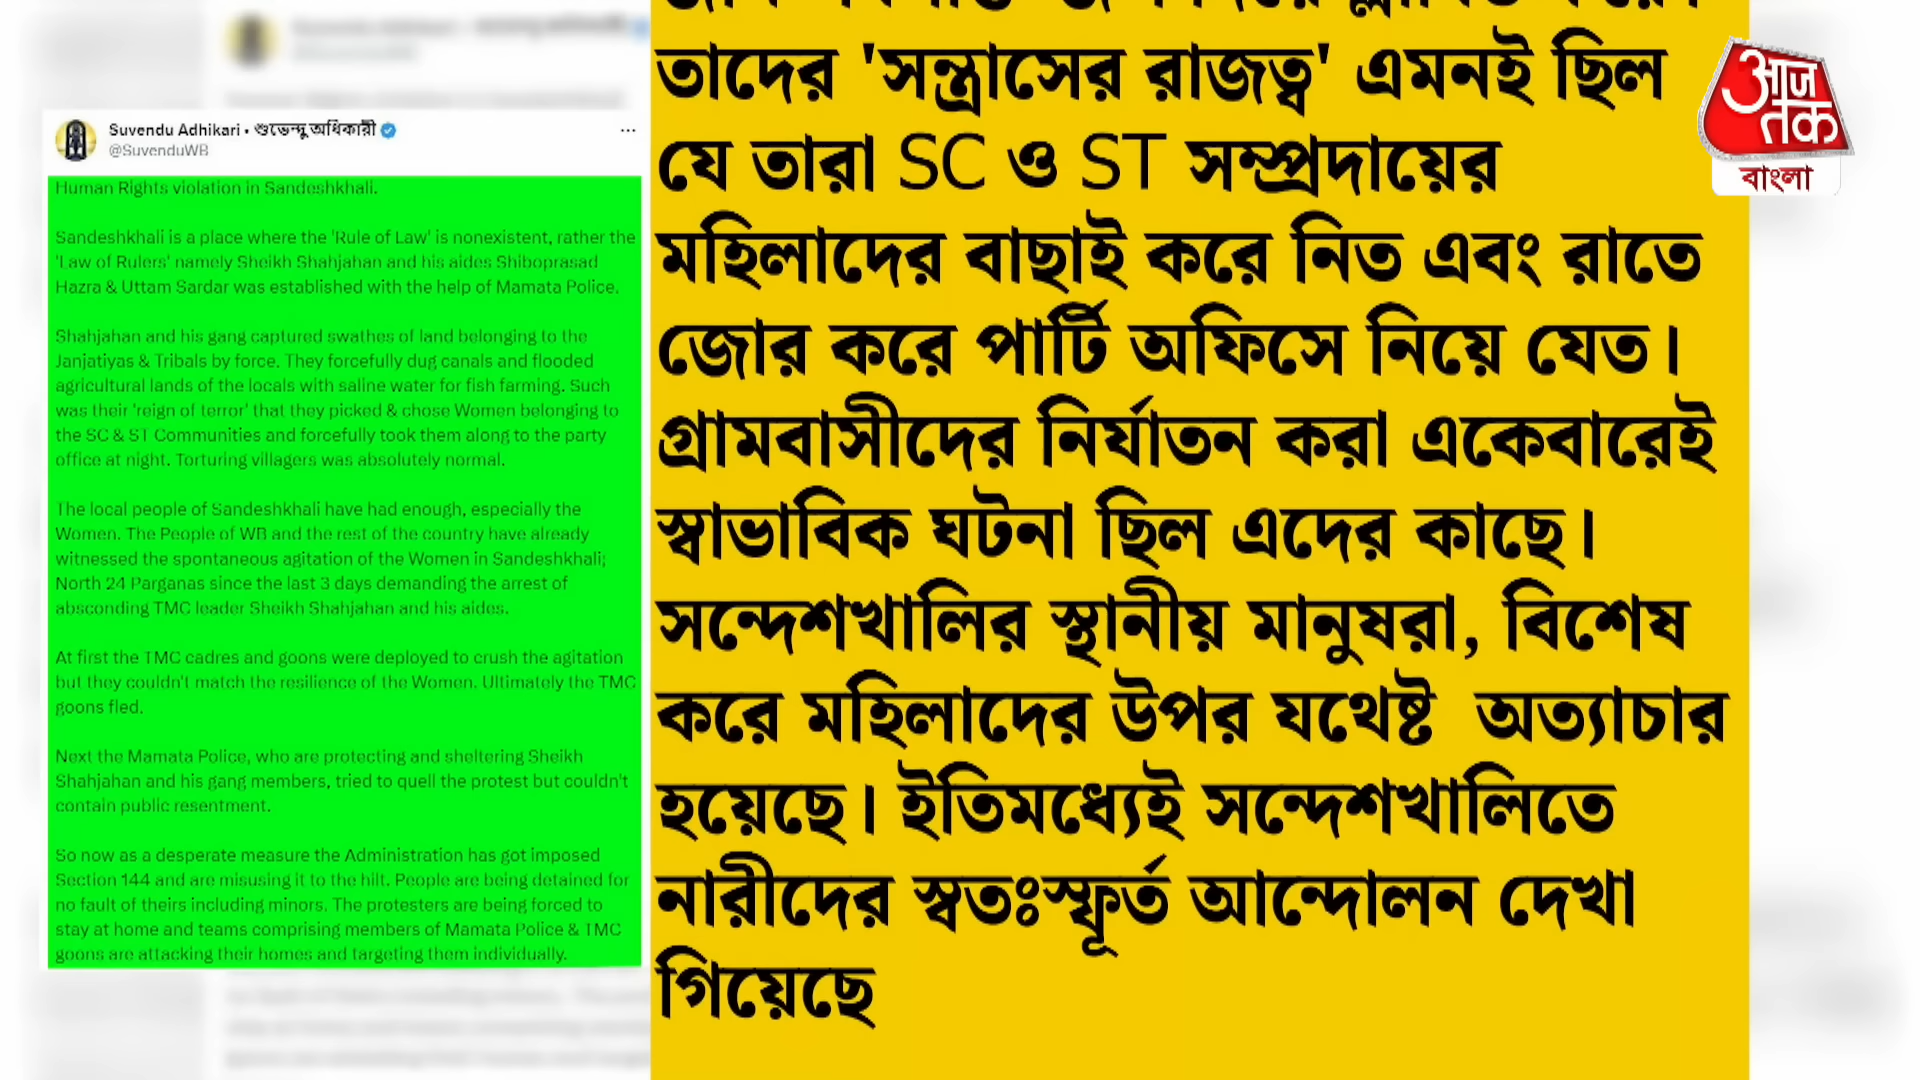 Suvendu Adhikari • শুভেন্দু অধিকারী
@SuvenduWB
Human Rights violation in Sandeshkhali.
Sandeshkhali is a place where the 'Rule of Law' is nonexistent, rather the
'Law of Rulers' namely Sheikh Shahjahan and his aides Shiboprasad
Hazra & Uttam Sardar was established with the help of Mamata Police.
Shahjahan and his gang captured swathes of land belonging to the
Janjatiyas & Tribals by force. They forcefully dug canals and flooded
agricultural lands of the locals with saline water for fish farming. Such
was their 'reign of terror' that they picked & chose Women belonging to
the SC & ST Communities and forcefully took them along to the party
office at night. Torturing villagers was absolutely normal.
The local people of Sandeshkhali have had enough, especially the
Women. The People of WB and the rest of the country have already
witnessed the spontaneous agitation of the Women in Sandeshkhali;
North 24 Parganas since the last 3 days demanding the arrest of
absconding TMC leader Sheikh Shahjahan and his aides.
At first the TMC cadres and goons were deployed to crush the agitation
but they couldn't match the resilience of the Women. Ultimately the TMC
goons fled.
Next the Mamata Police, who are protecting and sheltering Sheikh
Shahjahan and his gang members, tried to quell the protest but couldn't
contain public resentment.
So now as a desperate measure the Administration has got imposed
Section 144 and are misusing it to the hilt. People are being detained for
no fault of theirs including minors. The protesters are being forced to
stay at home and teams comprising members of Mamata Police & TMC
goons are attacking their homes and targeting them individually.
তাদের 'সন্ত্রাসের রাজত্ব' এমনই ছিল
যে তারা SC ও ST সম্প্রদায়ের
মহিলাদের বাছাই করে নিত এবং রাতে
জোর করে পার্টি অফিসে নিয়ে যেত।
গ্রামবাসীদের নির্যাতন করা একেবারেই
স্বাভাবিক ঘটনা ছিল এদের কাছে।
সন্দেশখালির স্থানীয় মানুষরা, বিশেষ
করে মহিলাদের উপর যথেষ্ট অত্যাচার
হয়েছে। ইতিমধ্যেই সন্দেশখালিতে
নারীদের স্বতঃস্ফূর্ত আন্দোলন দেখা
গিয়েছে
आज
तक
বাংলা